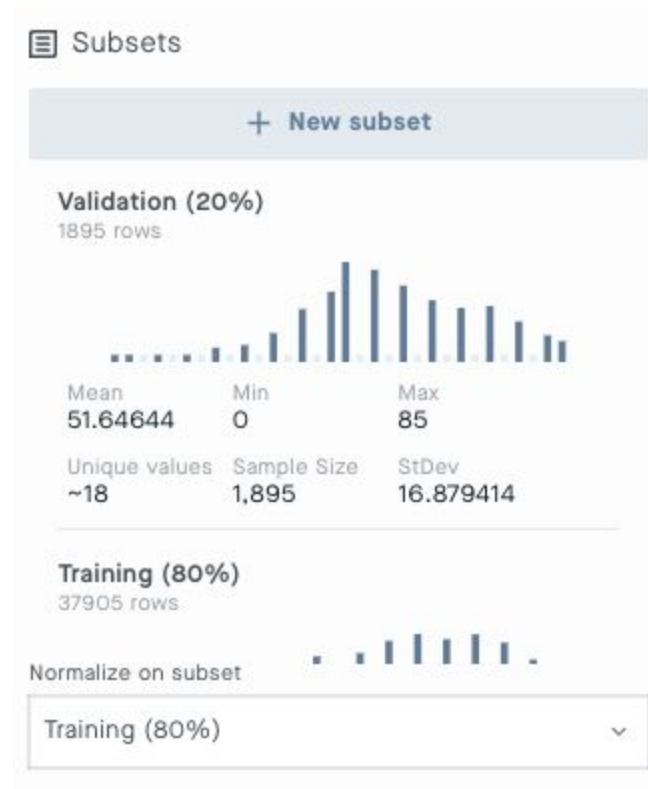 Subsets
+ New subset
Validation (20%)
1895 rows
Mean Min Max
51.64644 0 85
Unique values Sample Size StDev
~18 1,895 16.879414
Training (80%)
37905 rows
Normalize on subset
Training (80%)